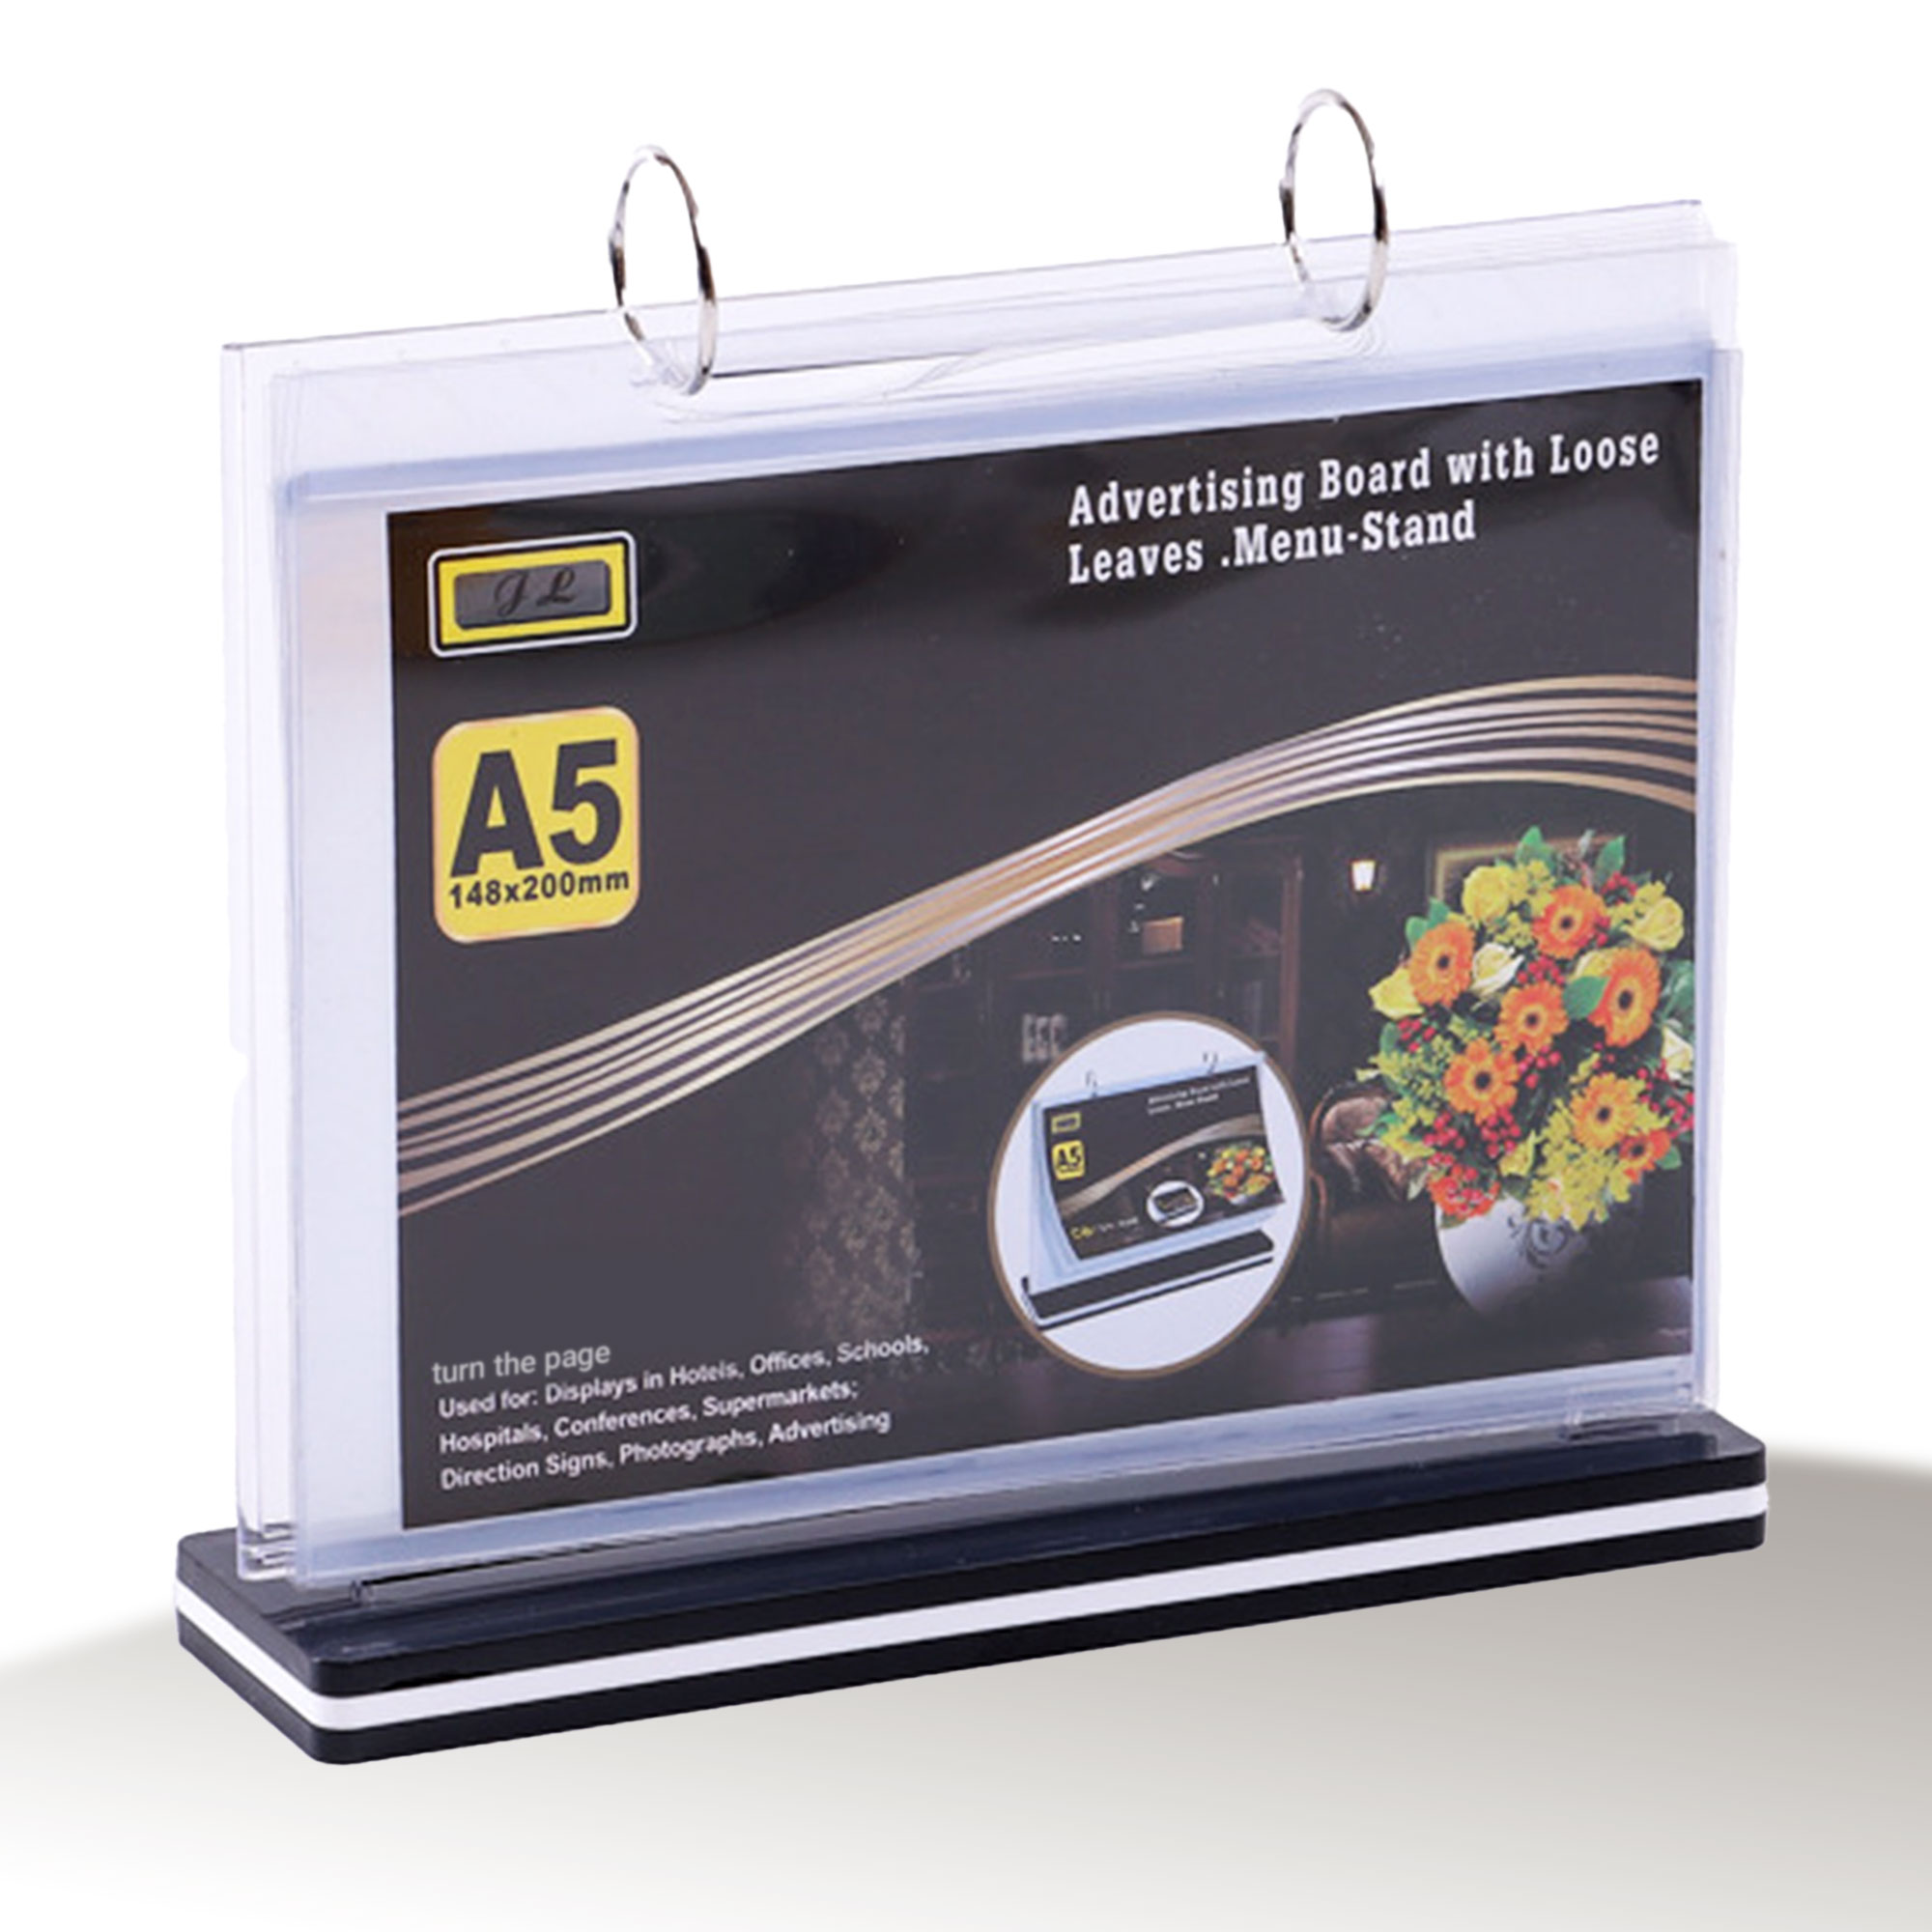 Advertising Board with Loose
Leaves .Menu-Stand
JL
A5
148x200mm
turn the page
Used for: Displays in Hotels, Offices, Schools,
Hospitals, Conferences, Supermarkets;
Direction Signs, Photographs, Advertising
A5